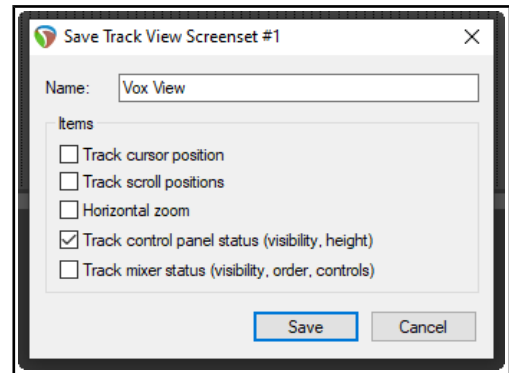 Save Track View Screenset #1
Name: Vox View
Items
Track cursor position
Track scroll positions
Horizontal zoom
Track control panel status (visibility, height)
Track mixer status (visibility, order, controls)
Save Cancel